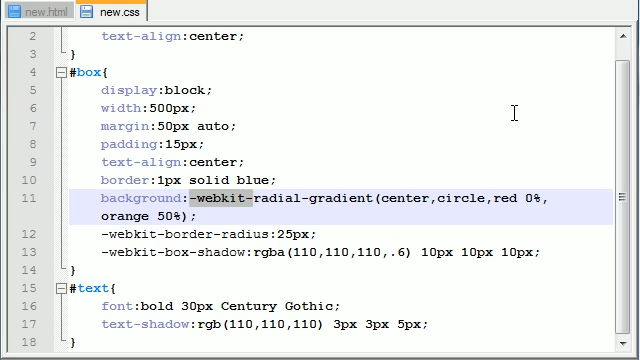 new.html new.css
2 text-align:center;
3 }
4 #box{
5 display:block;
6 width:500px;
7 margin:50px auto;
8 padding:15px;
9 text-align:center;
10 border:1px solid blue;
11 background:-webkit-radial-gradient(center,circle,red 0%,
orange 50%);
12 -webkit-border-radius:25px;
13 -webkit-box-shadow:rgba(110,110,110,.6) 10px 10px 10px;
14 }
15 #text{
16 font:bold 30px Century Gothic;
17 text-shadow:rgb(110,110,110) 3px 3px 5px;
18 }